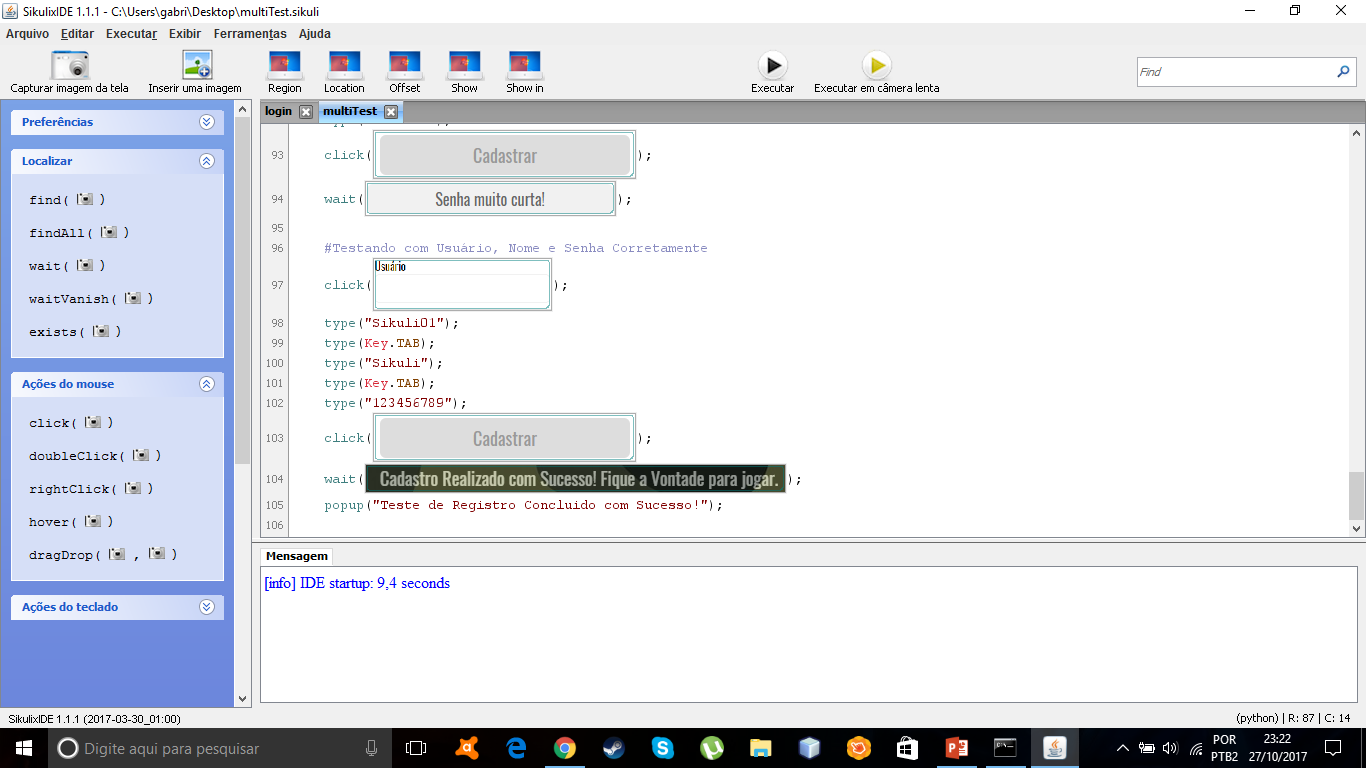 SikulixIDE 1.1.1 - C:\Users\gabri\Desktop\multiTest.sikuli
Arquivo Editar Executar Exibir Ferramentas Ajuda
Capturar imagem da tela Inserir uma imagem Region Location Offset Show Show in Executar Executar em câmera lenta Find
Preferências
Localizar
find( )
findAll( )
wait( )
waitVanish( )
exists( )
Ações do mouse
click( )
doubleClick( )
rightClick( )
hover( )
dragDrop( , )
Ações do teclado
login multiTest
93 click( Cadastrar );
94 wait( Senha muito curta! );
95
96 #Testando com Usuário, Nome e Senha Corretamente
97 click( Usuário );
98 type("Sikuli01");
99 type(Key.TAB);
100 type("Sikuli");
101 type(Key.TAB);
102 type("123456789");
103 click( Cadastrar );
104 wait( Cadastro Realizado com Sucesso! Fique a Vontade para jogar. );
105 popup("Teste de Registro Concluido com Sucesso!");
106
Mensagem
[info] IDE startup: 9,4 seconds
SikulixIDE 1.1.1 (2017-03-30_01:00) (python) | R: 87 | C: 14
Digite aqui para pesquisar
POR
PTB2
23:22
27/10/2017